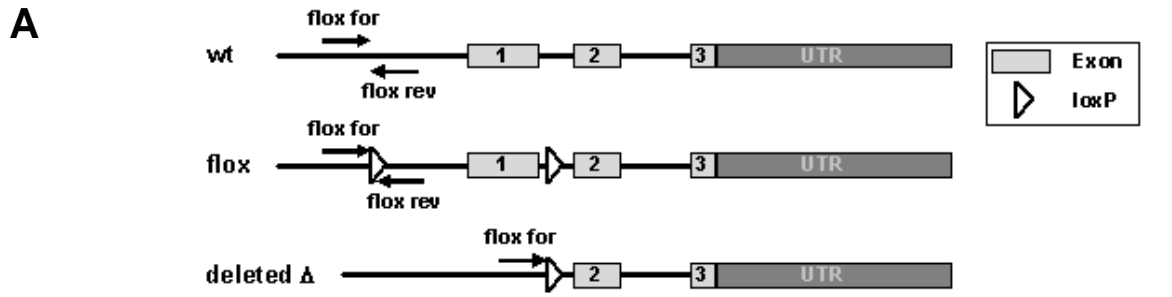 A
flox for
wt 1 2 3 UTR
flox rev
Exon
loxP
flox for
flox 1 2 3 UTR
flox rev
flox for
deleted Δ 2 3 UTR